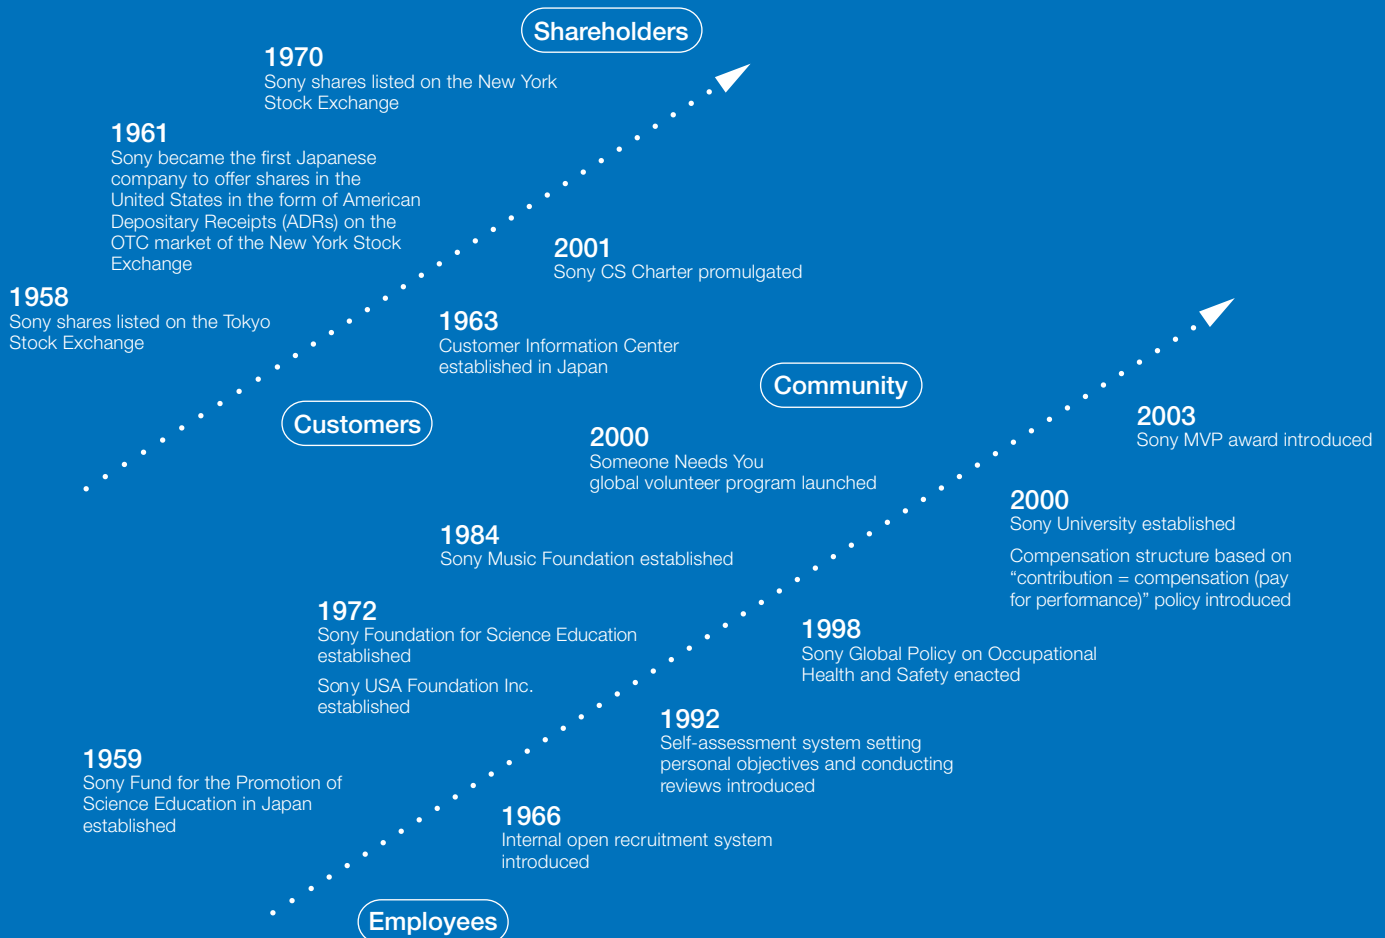 Shareholders
1970
Sony shares listed on the New York
Stock Exchange
1961
Sony became the first Japanese
company to offer shares in the
United States in the form of American
Depositary Receipts (ADRs) on the
OTC market of the New York Stock
Exchange
1958
Sony shares listed on the Tokyo
Stock Exchange
2001
Sony CS Charter promulgated
1963
Customer Information Center
established in Japan
Customers
Community
2000
Someone Needs You
global volunteer program launched
1984
Sony Music Foundation established
1972
Sony Foundation for Science Education
established
Sony USA Foundation Inc.
established
1959
Sony Fund for the Promotion of
Science Education in Japan
established
2003
Sony MVP award introduced
2000
Sony University established
Compensation structure based on
“contribution = compensation (pay
for performance)” policy introduced
1998
Sony Global Policy on Occupational
Health and Safety enacted
1992
Self-assessment system setting
personal objectives and conducting
reviews introduced
1966
Internal open recruitment system
introduced
Employees